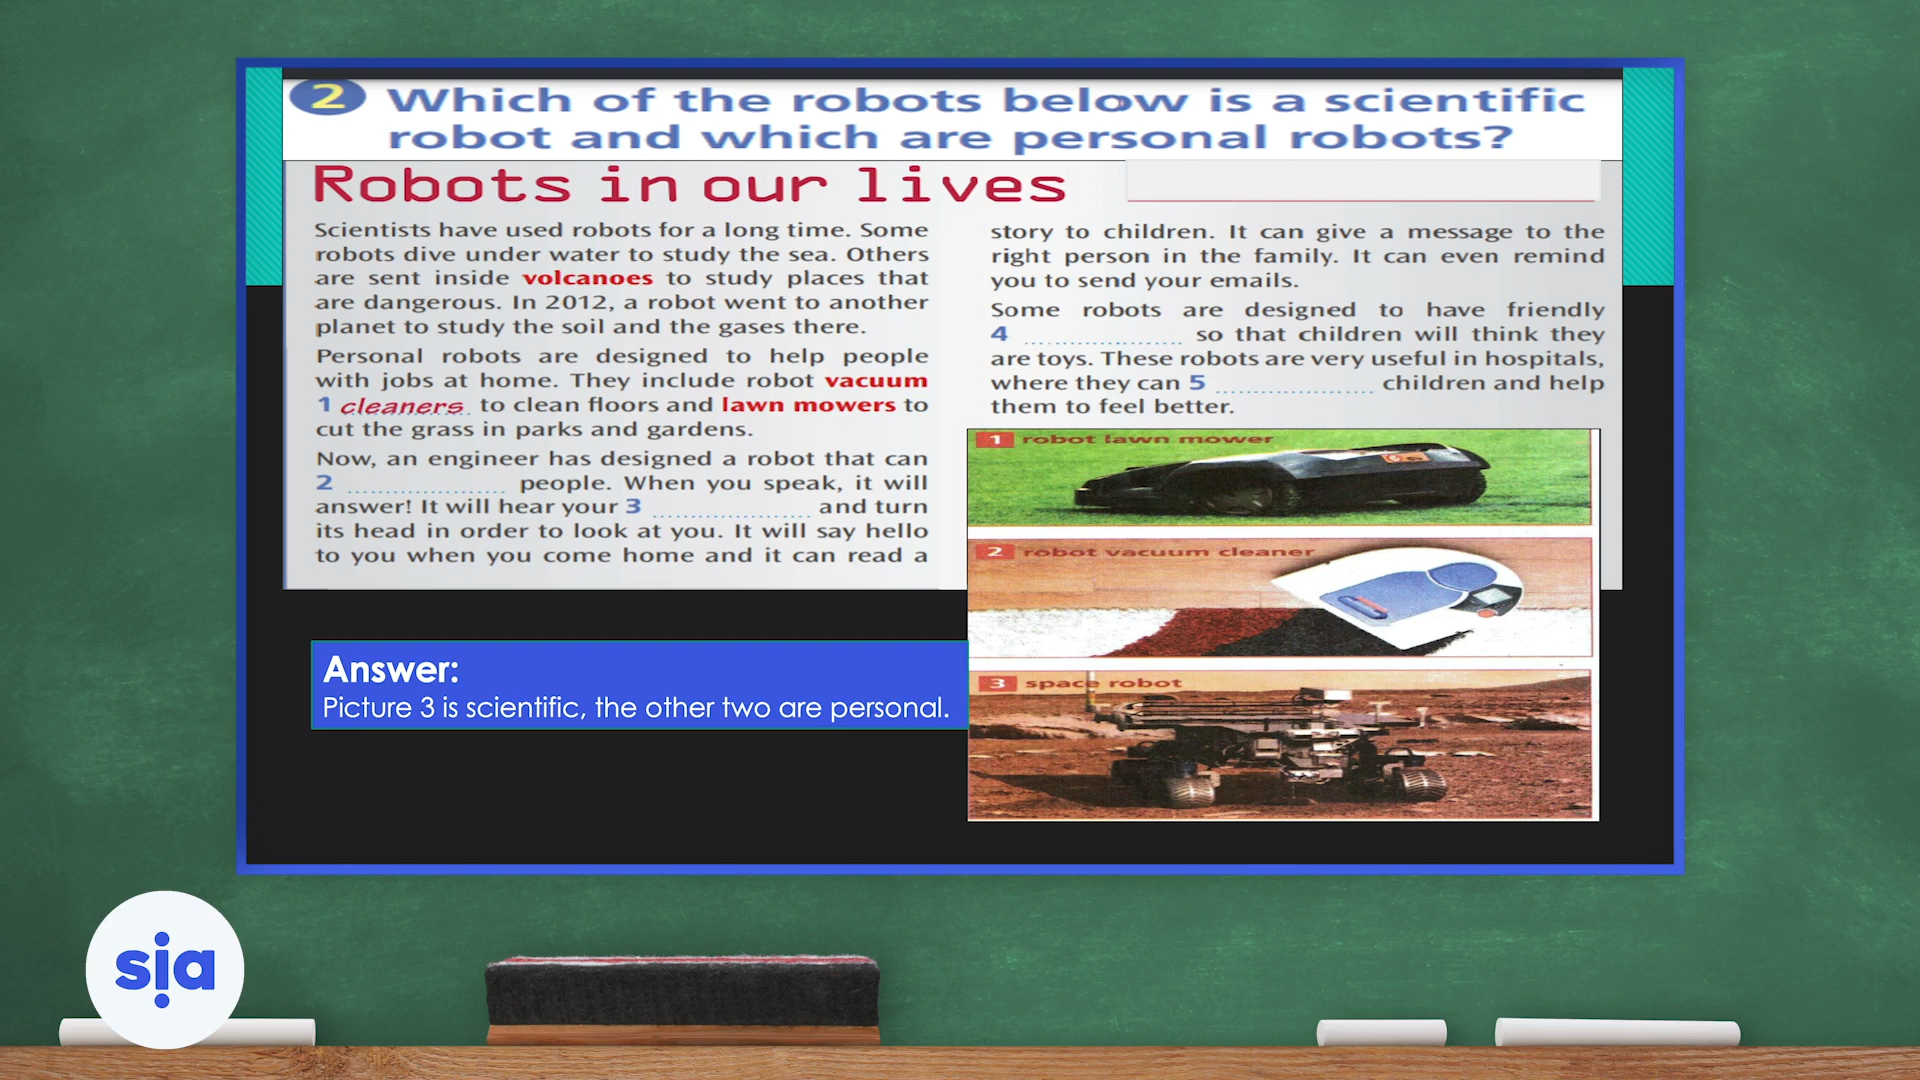 2 Which of the robots below is a scientific
robot and which are personal robots?
Robots in our lives
Scientists have used robots for a long time. Some
robots dive under water to study the sea. Others
are sent inside volcanoes to study places that
are dangerous. In 2012, a robot went to another
planet to study the soil and the gases there.
Personal robots are designed to help people
with jobs at home. They include robot vacuum
1 cleaners to clean floors and lawn mowers to
cut the grass in parks and gardens.
Now, an engineer has designed a robot that can
2 .................... people. When you speak, it will
answer! It will hear your 3 .................... and turn
its head in order to look at you. It will say hello
to you when you come home and it can read a
story to children. It can give a message to the
right person in the family. It can even remind
you to send your emails.
Some robots are designed to have friendly
4 .................... so that children will think they
are toys. These robots are very useful in hospitals,
where they can 5 .................... children and help
them to feel better.
1 robot lawn mower
2 robot vacuum cleaner
3 space robot
Answer:
Picture 3 is scientific, the other two are personal.
sia